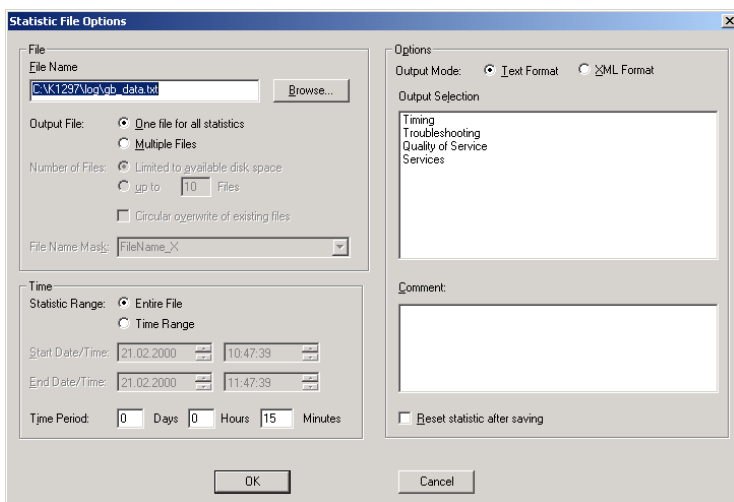 Statistic File Options
File
File Name
C:\K1297\log\gb_data.txt
Browse...
Output File:
One file for all statistics
Multiple Files
Number of Files:
Limited to available disk space
up to 10 Files
Circular overwrite of existing files
File Name Mask:
FileName_X
Time
Statistic Range:
Entire File
Time Range
Start Date/Time:
21.02.2000
10:47:39
End Date/Time:
21.02.2000
11:47:39
Time Period:
0 Days 0 Hours 15 Minutes
Options
Output Mode:
Text Format
XML Format
Output Selection
Timing
Troubleshooting
Quality of Service
Services
Comment:
Reset statistic after saving
OK
Cancel